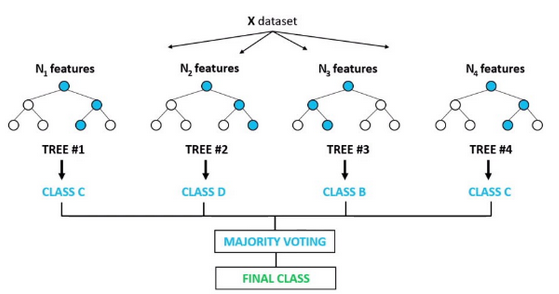 X dataset
N₁ features N₂ features N₃ features N₄ features
TREE #1 TREE #2 TREE #3 TREE #4
CLASS C CLASS D CLASS B CLASS C
MAJORITY VOTING
FINAL CLASS